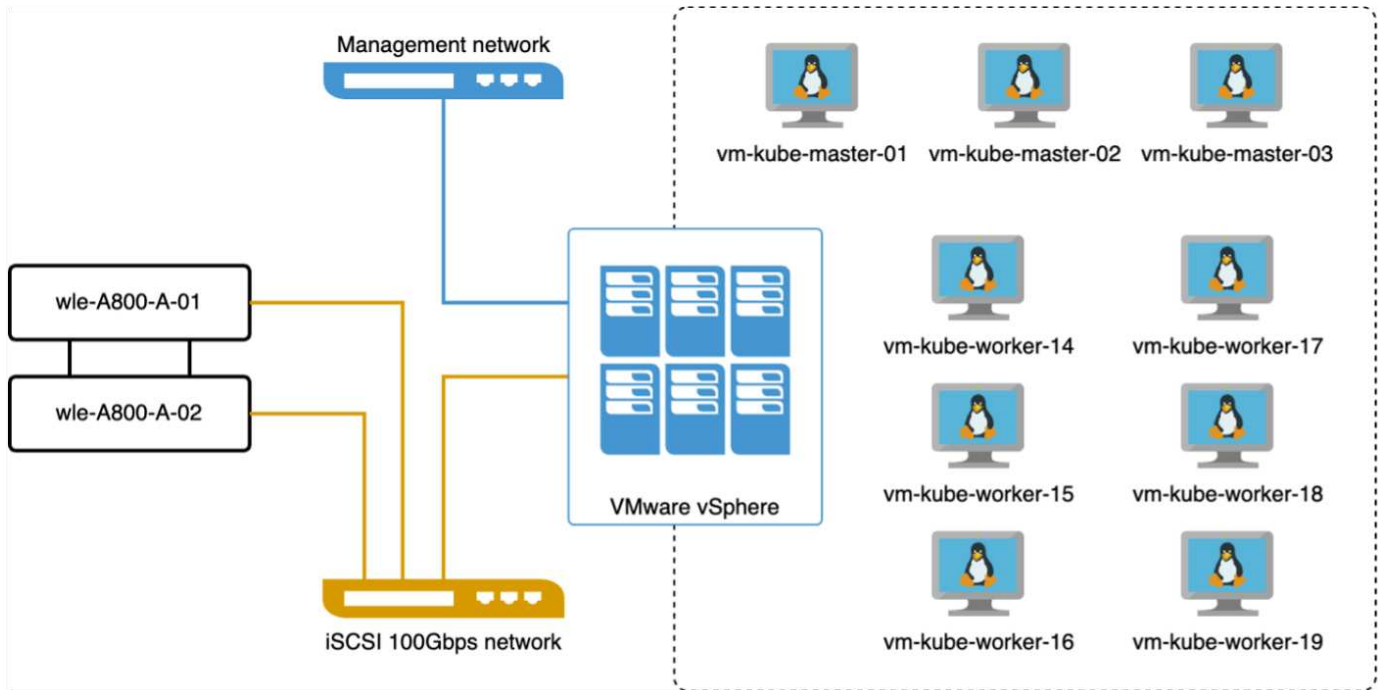 Management network
vm-kube-master-01
vm-kube-master-02
vm-kube-master-03
wle-A800-A-01
wle-A800-A-02
VMware vSphere
iSCSI 100Gbps network
vm-kube-worker-14
vm-kube-worker-17
vm-kube-worker-15
vm-kube-worker-18
vm-kube-worker-16
vm-kube-worker-19